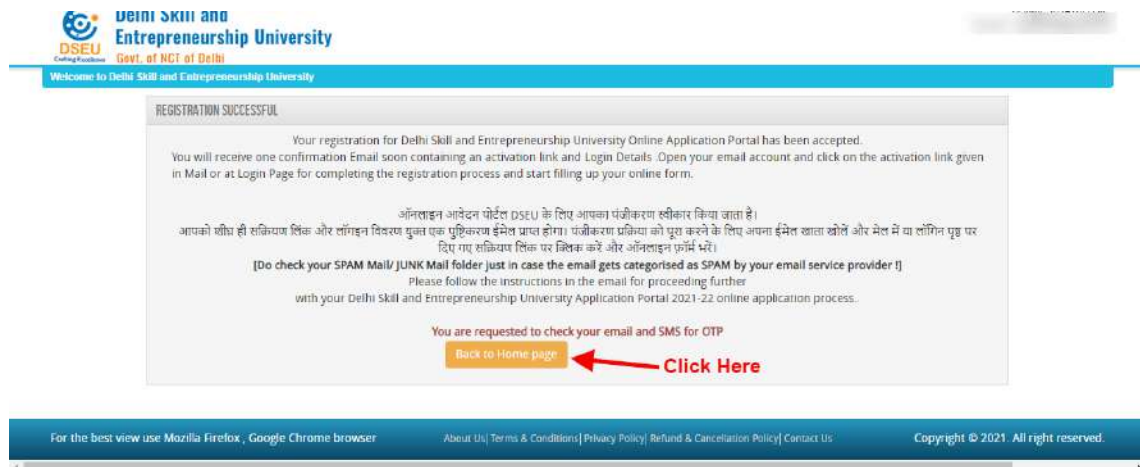 Delhi Skill and
Entrepreneurship University
DSEU
Govt. of NCT of Delhi
Welcome to Delhi Skill and Entrepreneurship University
REGISTRATION SUCCESSFUL
Your registration for Delhi Skill and Entrepreneurship University Online Application Portal has been accepted.
You will receive one confirmation Email soon containing an activation link and Login Details .Open your email account and click on the activation link given
in Mail or at Login Page for completing the registration process and start filling up your online form.
ऑनलाइन आवेदन पोर्टल DSEU के लिए आपका पंजीकरण स्वीकार किया जाता है।
आपको शीघ्र ही सक्रियण लिंक और लॉगइन विवरण युक्त एक पुष्टिकरण ईमेल प्राप्त होगा। पंजीकरण प्रक्रिया को पूरा करने के लिए अपना ईमेल खाता खोलें और मेल में या लॉगिन पृष्ठ पर
दिए गए सक्रियण लिंक पर क्लिक करें और ऑनलाइन फ़ॉर्म भरें।
[Do check your SPAM Mail/ JUNK Mail folder just in case the email gets categorised as SPAM by your email service provider !]
Please follow the instructions in the email for proceeding further
with your Delhi Skill and Entrepreneurship University Application Portal 2021-22 online application process.
You are requested to check your email and SMS for OTP
Back to Home page
Click Here
For the best view use Mozilla Firefox , Google Chrome browser
About Us| Terms & Conditions| Privacy Policy| Refund & Cancellation Policy| Contact Us
Copyright © 2021. All right reserved.